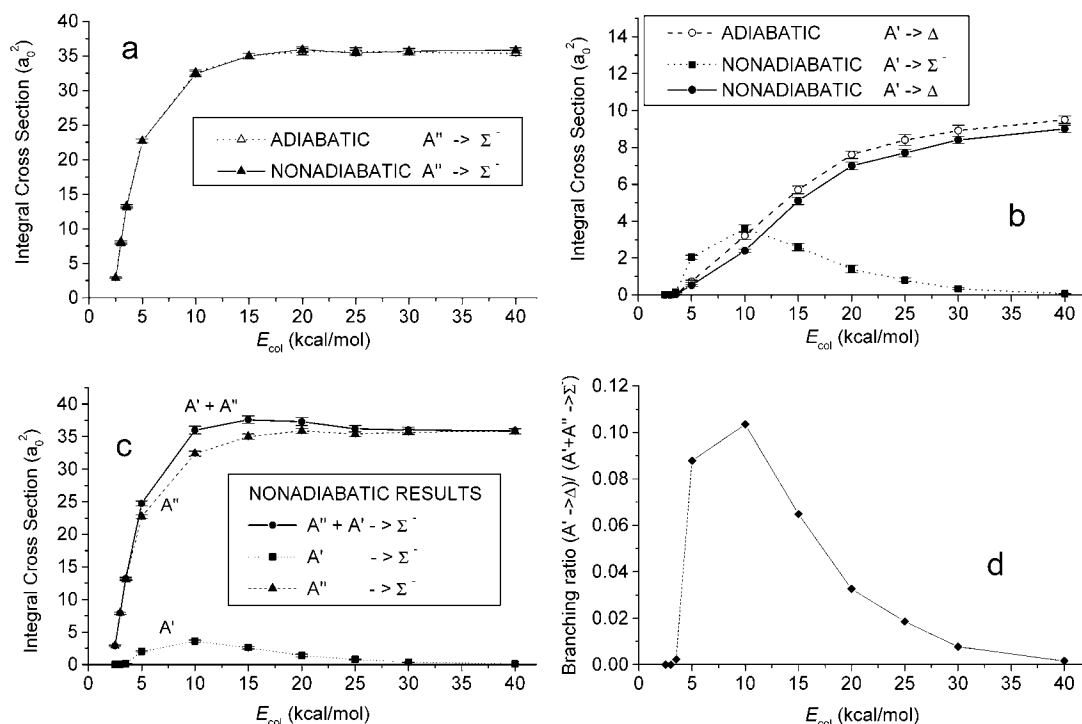 a
Integral Cross Section (a₀²)
40
35
30
25
20
15
10
5
0
ADIABATIC A'' -> Σ⁻
NONADIABATIC A'' -> Σ⁻
0 5 10 15 20 25 30 35 40
E_col (kcal/mol)
ADIABATIC A' -> Δ
NONADIABATIC A' -> Σ⁻
NONADIABATIC A' -> Δ
b
Integral Cross Section (a₀²)
14
12
10
8
6
4
2
0
0 5 10 15 20 25 30 35 40
E_col (kcal/mol)
c
Integral Cross Section (a₀²)
40
35
30
25
20
15
10
5
0
A' + A''
A''
A'
NONADIABATIC RESULTS
A'' + A' -> Σ⁻
A' -> Σ⁻
A'' -> Σ⁻
0 5 10 15 20 25 30 35 40
E_col (kcal/mol)
d
Branching ratio (A' ->Δ)/ (A'+A'' ->Σ⁻)
0.12
0.10
0.08
0.06
0.04
0.02
0.00
0 5 10 15 20 25 30 35 40
E_col (kcal/mol)